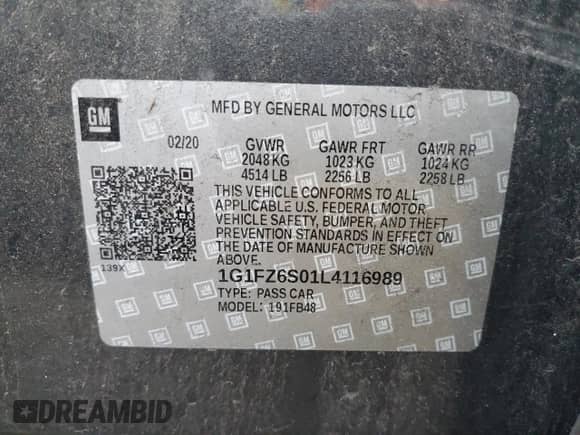 GM
MFD BY GENERAL MOTORS LLC
02/20 GVWR GAWR FRT GAWR RR
2048 KG 1023 KG 1024 KG
4514 LB 2256 LB 2258 LB
THIS VEHICLE CONFORMS TO ALL
APPLICABLE U.S. FEDERAL MOTOR
VEHICLE SAFETY, BUMPER, AND THEFT
PREVENTION STANDARDS IN EFFECT ON
THE DATE OF MANUFACTURE SHOWN
ABOVE.
139X
1G1FZ6S01L4116989
TYPE: PASS CAR
MODEL: 191FB48
DREAMBID